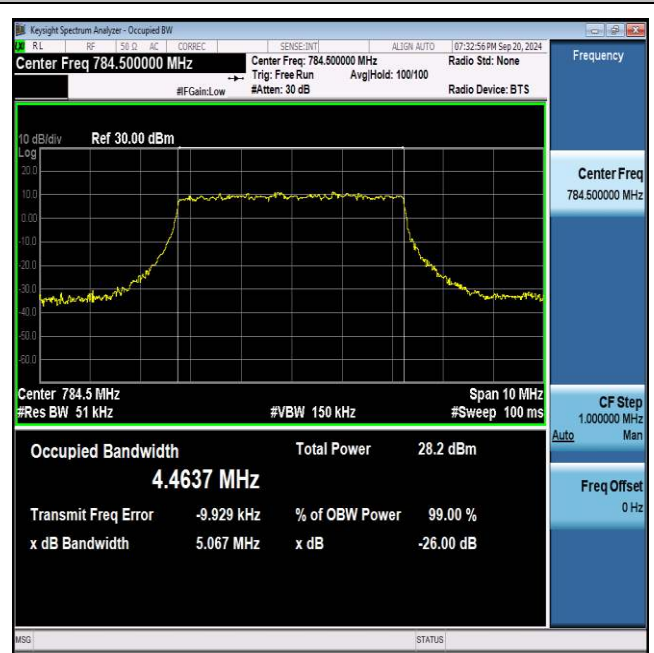 Keysight Spectrum Analyzer - Occupied BW
RL RF 50 Ω AC CORREC SENSE:INT ALIGN AUTO 07:32:56 PM Sep 20, 2024
Center Freq 784.500000 MHz Center Freq: 784.500000 MHz Radio Std: None
Trig: Free Run Avg|Hold: 100/100
#IFGain:Low #Atten: 30 dB Radio Device: BTS
Frequency
10 dB/div Ref 30.00 dBm
Log
20.0
10.0
0.00
-10.0
-20.0
-30.0
-40.0
-50.0
-60.0
Center 784.5 MHz Span 10 MHz
#Res BW 51 kHz #VBW 150 kHz #Sweep 100 ms
Center Freq
784.500000 MHz
CF Step
1.000000 MHz
Auto Man
Freq Offset
0 Hz
Occupied Bandwidth Total Power 28.2 dBm
4.4637 MHz
Transmit Freq Error -9.929 kHz % of OBW Power 99.00 %
x dB Bandwidth 5.067 MHz x dB -26.00 dB
MSG STATUS